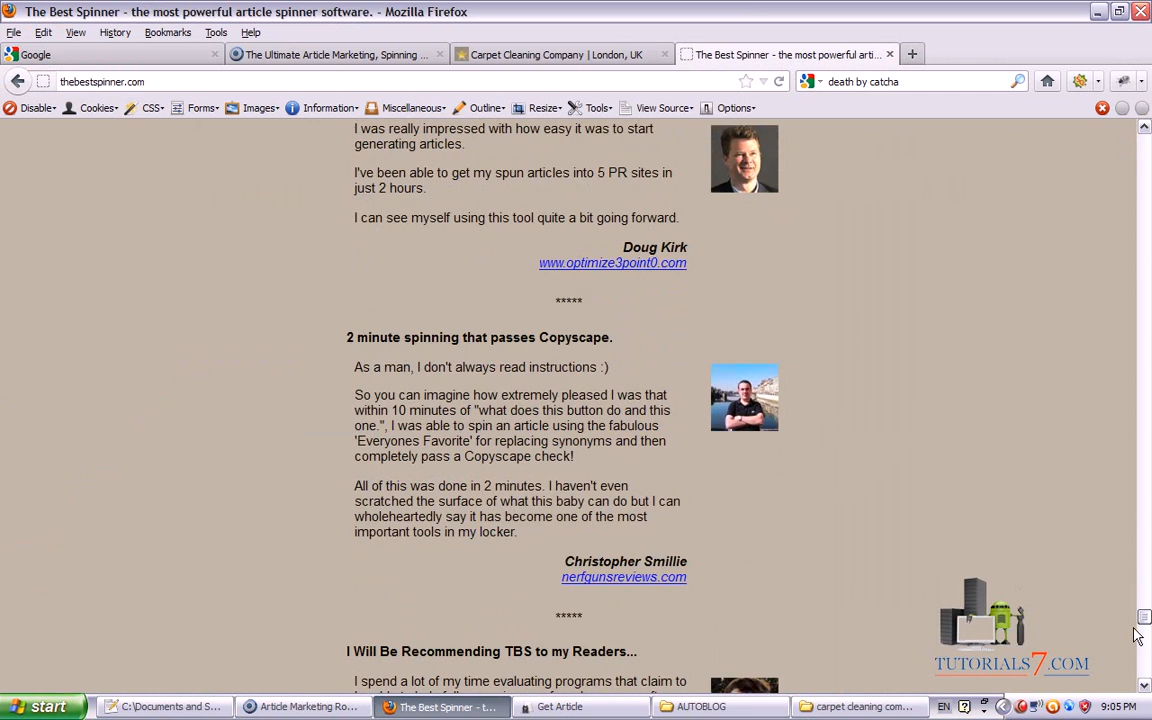 The Best Spinner - the most powerful article spinner software. - Mozilla Firefox
File Edit View History Bookmarks Tools Help
Google
The Ultimate Article Marketing, Spinning ...
Carpet Cleaning Company | London, UK
The Best Spinner - the most powerful arti...
thebestspinner.com
death by catcha
Disable Cookies CSS Forms Images Information Miscellaneous Outline Resize Tools View Source Options
I was really impressed with how easy it was to start
generating articles.
I've been able to get my spun articles into 5 PR sites in
just 2 hours.
I can see myself using this tool quite a bit going forward.
Doug Kirk
www.optimize3point0.com
*****
2 minute spinning that passes Copyscape.
As a man, I don't always read instructions :)
So you can imagine how extremely pleased I was that
within 10 minutes of "what does this button do and this
one.", I was able to spin an article using the fabulous
'Everyones Favorite' for replacing synonyms and then
completely pass a Copyscape check!
All of this was done in 2 minutes. I haven't even
scratched the surface of what this baby can do but I can
wholeheartedly say it has become one of the most
important tools in my locker.
Christopher Smillie
nerfgunsreviews.com
*****
I Will Be Recommending TBS to my Readers...
I spend a lot of my time evaluating programs that claim to
TUTORIALS7.COM
start
C:\Documents and S...
Article Marketing Ro...
The Best Spinner - t...
Get Article
AUTOBLOG
carpet cleaning com...
EN
9:05 PM